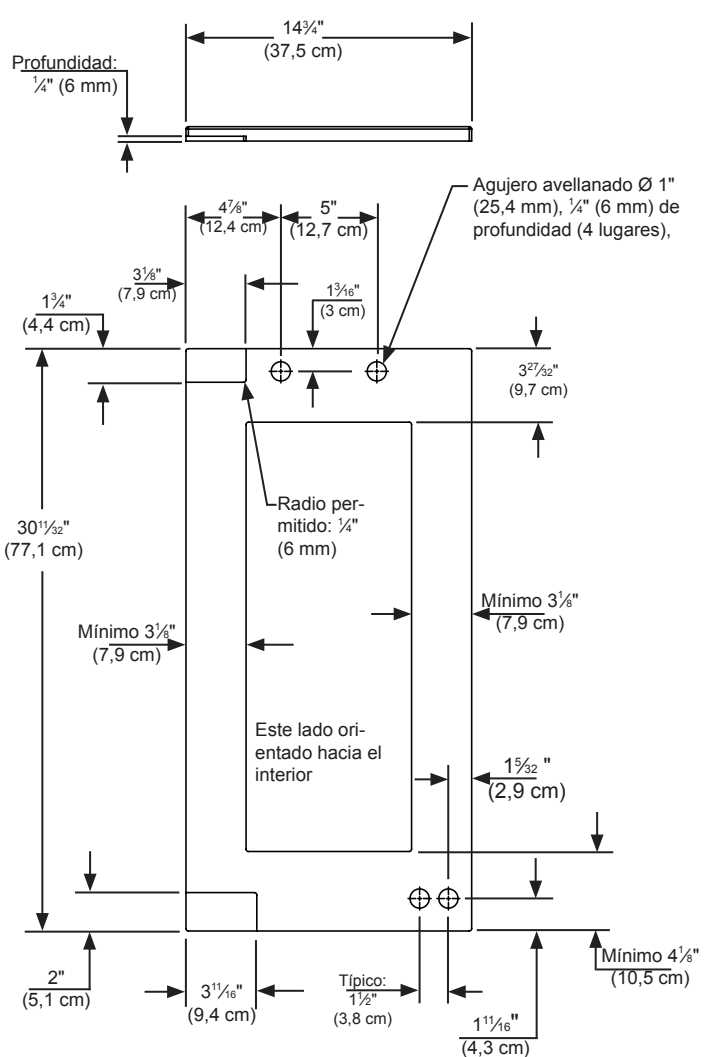 14¾"
(37,5 cm)
Profundidad:
¼" (6 mm)
Agujero avellanado Ø 1"
(25,4 mm), ¼" (6 mm) de
profundidad (4 lugares),
4⅞"
(12,4 cm)
5"
(12,7 cm)
3⅛"
(7,9 cm)
1³⁄₁₆"
(3 cm)
1¾"
(4,4 cm)
3²⁷⁄₃₂"
(9,7 cm)
Radio per-
mitido: ¼"
(6 mm)
30¹¹⁄₃₂"
(77,1 cm)
Mínimo 3⅛"
(7,9 cm)
Mínimo 3⅛"
(7,9 cm)
Este lado ori-
entado hacia el
interior
1⁵⁄₃₂ "
(2,9 cm)
2"
(5,1 cm)
3¹¹⁄₁₆"
(9,4 cm)
Típico:
1½"
(3,8 cm)
1¹¹⁄₁₆"
(4,3 cm)
Mínimo 4⅛"
(10,5 cm)